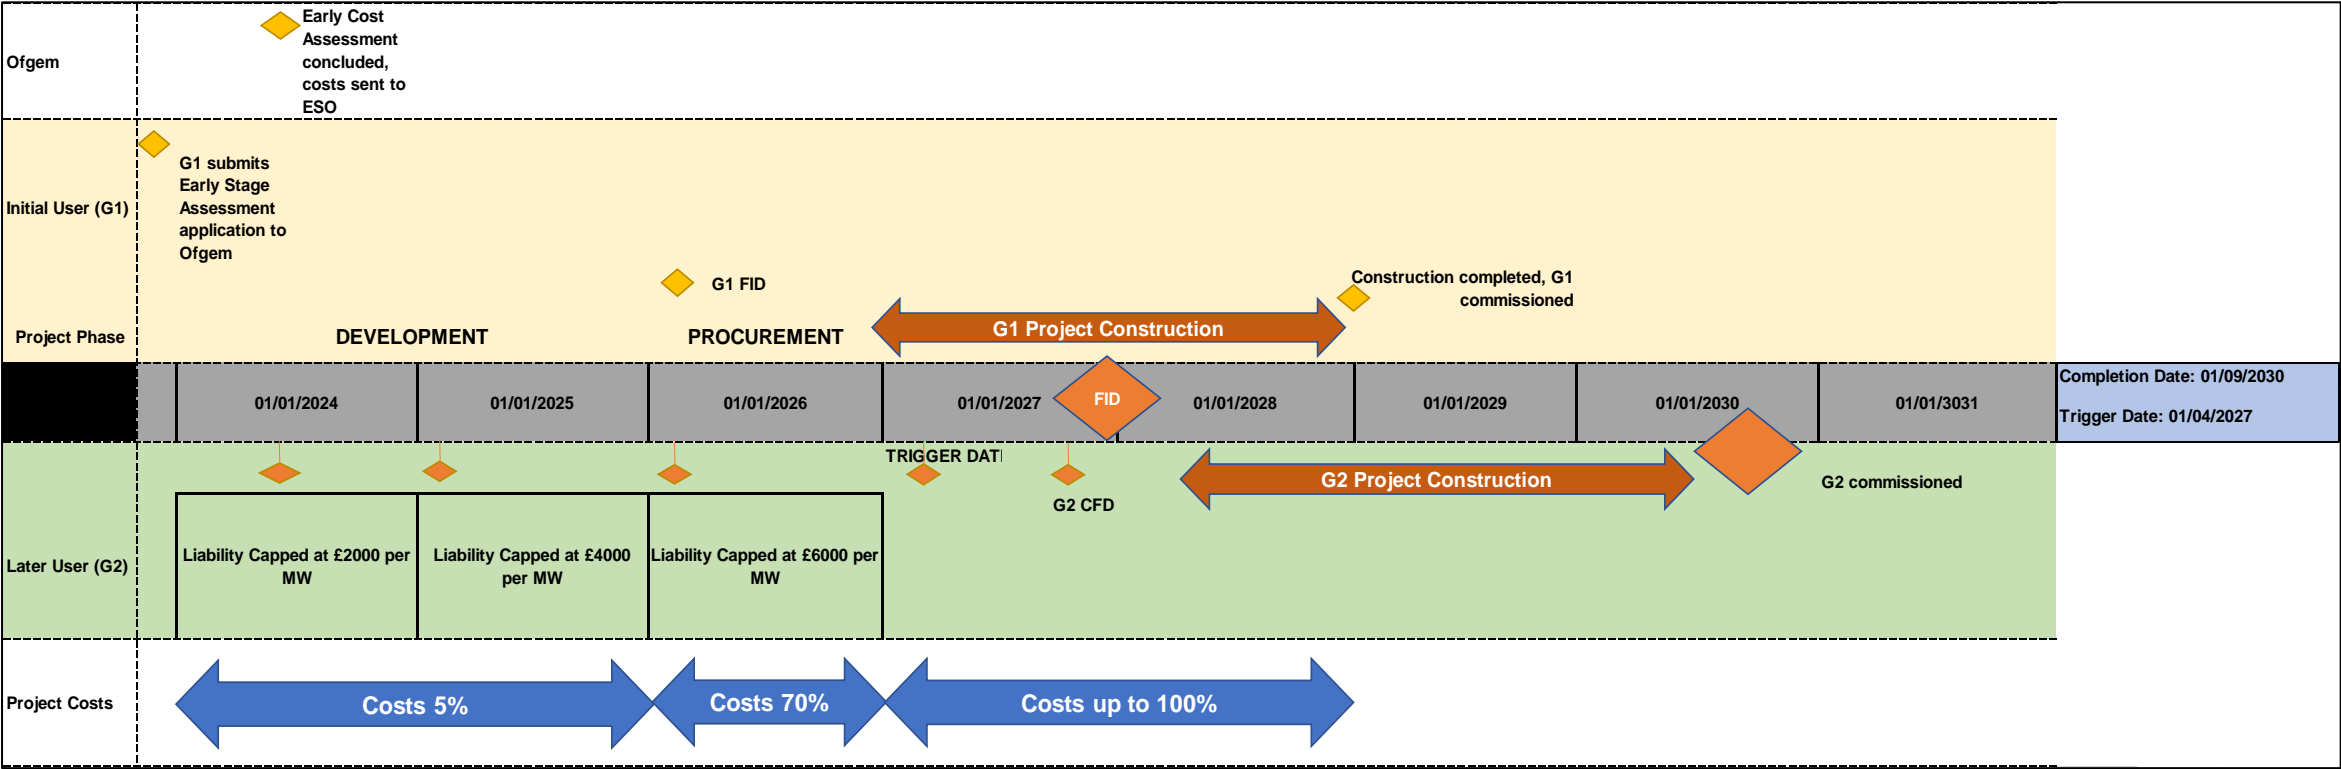 Ofgem
Early Cost
Assessment
concluded,
costs sent to
ESO
Initial User (G1)
G1 submits
Early Stage
Assessment
application to
Ofgem
G1 FID
Construction completed, G1
commissioned
Project Phase
DEVELOPMENT
PROCUREMENT
G1 Project Construction
01/01/2024
01/01/2025
01/01/2026
01/01/2027
FID
01/01/2028
01/01/2029
01/01/2030
01/01/3031
Completion Date: 01/09/2030
Trigger Date: 01/04/2027
TRIGGER DAT
G2 CFD
G2 Project Construction
G2 commissioned
Later User (G2)
Liability Capped at £2000 per
MW
Liability Capped at £4000
per MW
Liability Capped at £6000 per
MW
Project Costs
Costs 5%
Costs 70%
Costs up to 100%